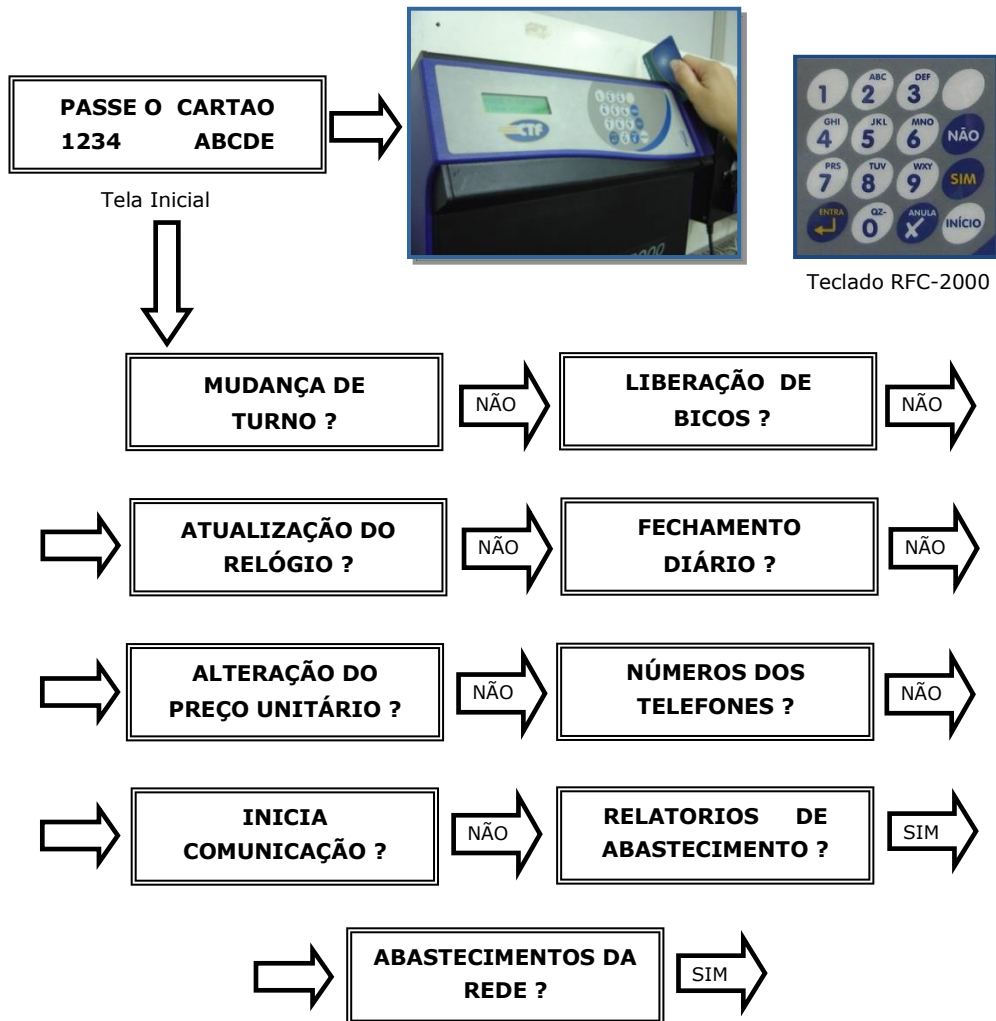 PASSE O CARTAO
1234 ABCDE
Tela Inicial
CTF
1
ABC
2
DEF
3
GHI
4
JKL
5
MNO
6
NÃO
PRS
7
TUV
8
WXY
9
SIM
ENTRA
QZ-
0
ANULA
INÍCIO
Teclado RFC-2000
MUDANÇA DE
TURNO ?
NÃO
LIBERAÇÃO DE
BICOS ?
NÃO
ATUALIZAÇÃO DO
RELÓGIO ?
NÃO
FECHAMENTO
DIÁRIO ?
NÃO
ALTERAÇÃO DO
PREÇO UNITÁRIO ?
NÃO
NÚMEROS DOS
TELEFONES ?
NÃO
INICIA
COMUNICAÇÃO ?
NÃO
RELATORIOS DE
ABASTECIMENTO ?
SIM
ABASTECIMENTOS DA
REDE ?
SIM